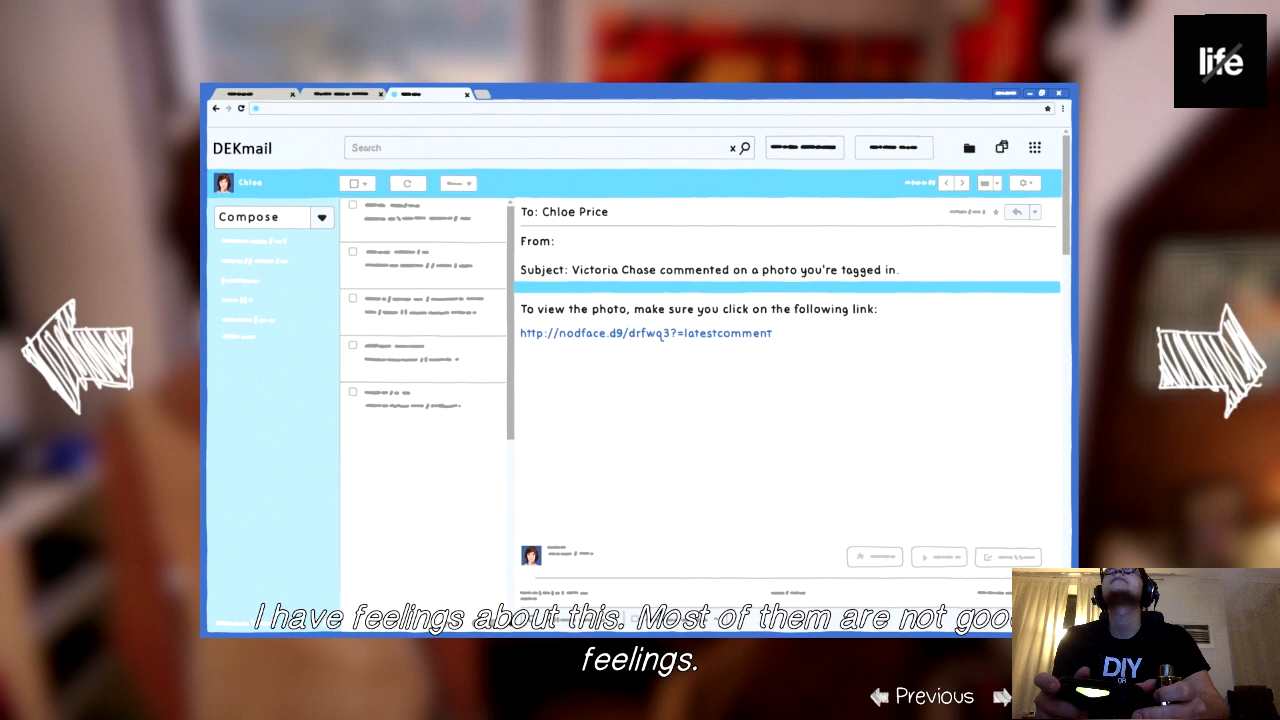 life
DEKmail
Search
Chloe
Compose
To: Chloe Price
From:
Subject: Victoria Chase commented on a photo you're tagged in.
To view the photo, make sure you click on the following link:
http://nodface.d9/drfwq3?=latestcomment
I have feelings about this. Most of them are not goo
feelings.
Previous
DIY
OR